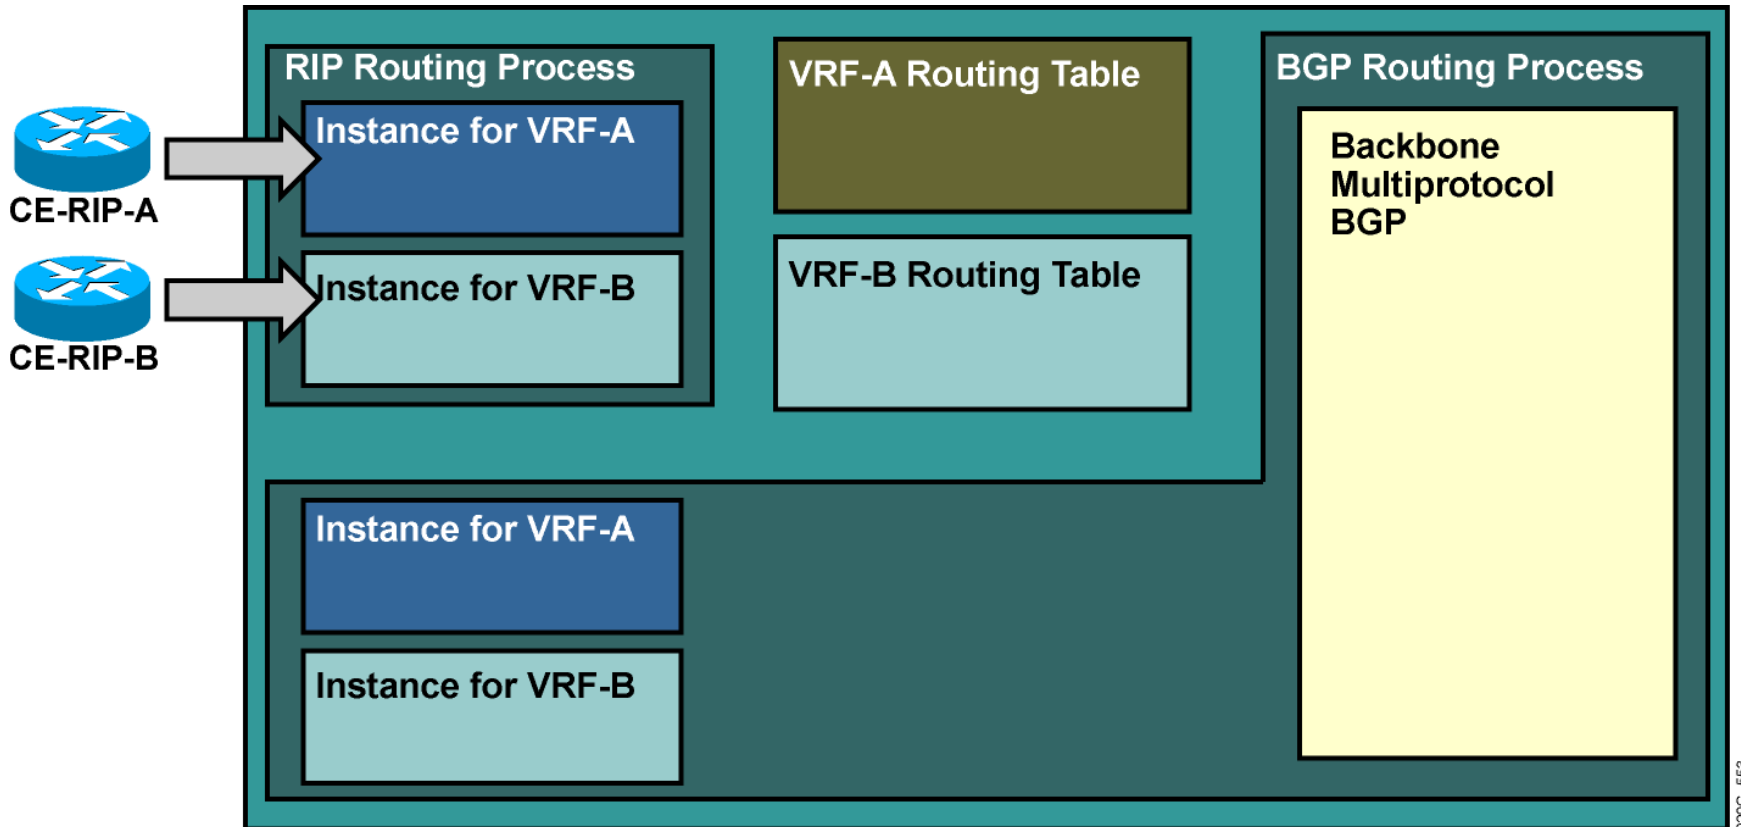 RIP Routing Process
Instance for VRF-A
CE-RIP-A
Instance for VRF-B
CE-RIP-B
VRF-A Routing Table
VRF-B Routing Table
BGP Routing Process
Backbone
Multiprotocol
BGP
Instance for VRF-A
Instance for VRF-B